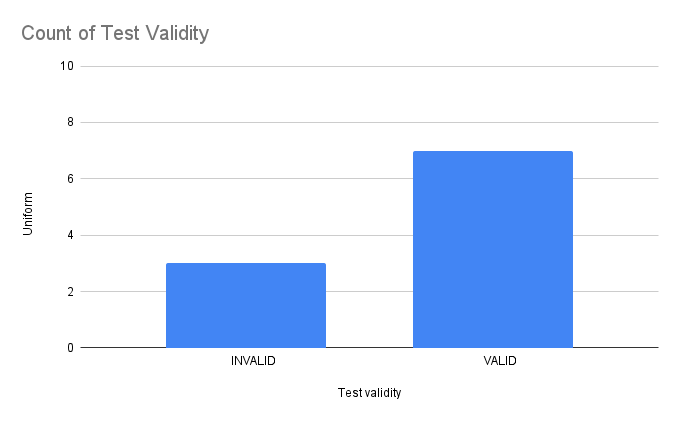 Count of Test Validity
10
8
6
4
2
0
Uniform
INVALID
VALID
Test validity